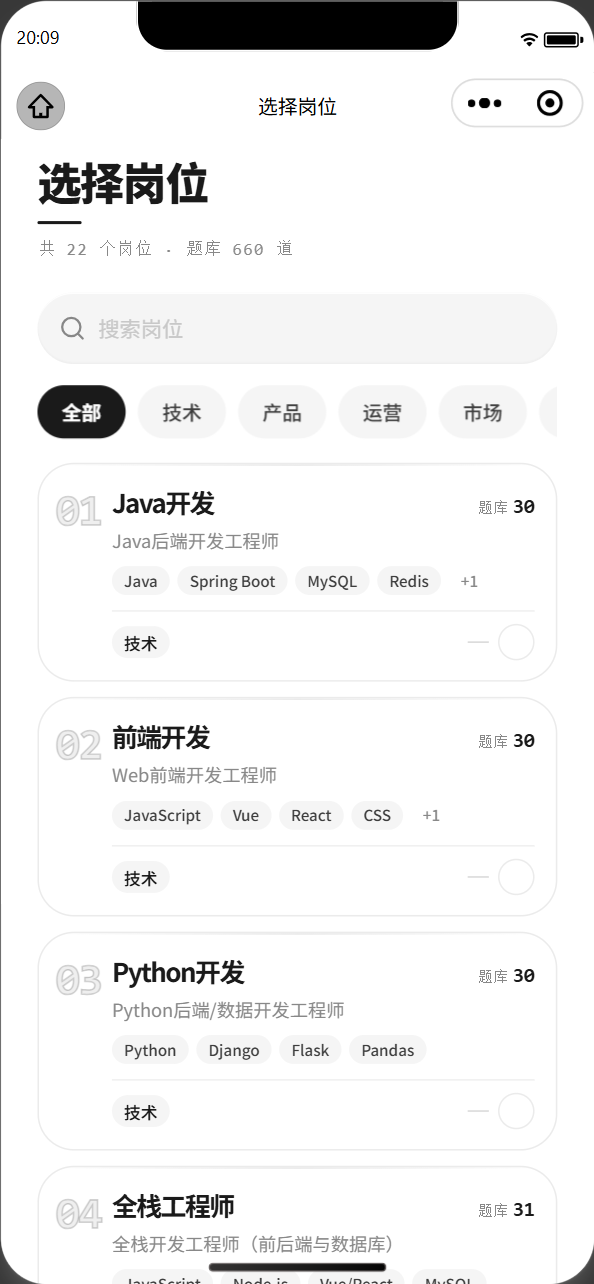 20:09
选择岗位
选择岗位
共 22 个岗位 · 题库 660 道
搜索岗位
全部 技术 产品 运营 市场
01 Java开发 题库 30
Java后端开发工程师
Java Spring Boot MySQL Redis +1
技术
02 前端开发 题库 30
Web前端开发工程师
JavaScript Vue React CSS +1
技术
03 Python开发 题库 30
Python后端/数据开发工程师
Python Django Flask Pandas
技术
04 全栈工程师 题库 31
全栈开发工程师（前后端与数据库）
JavaScript Node.js Vue/React MySQL